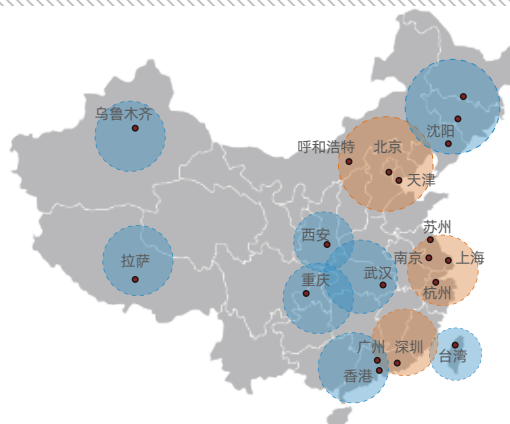 乌鲁木齐
沈阳
呼和浩特
北京
天津
苏州
西安
南京
上海
拉萨
重庆
武汉
杭州
广州
深圳
台湾
香港